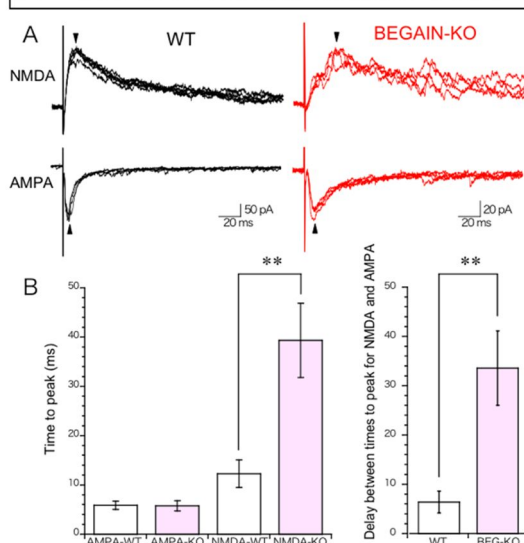 A
WT
BEGAIN-KO
NMDA
AMPA
50 pA
20 ms
20 pA
20 ms
B
**
Time to peak (ms)
50
40
30
20
10
0
AMPA-WT
AMPA-KO
NMDA-WT
NMDA-KO
**
Delay between times to peak for NMDA and AMPA
50
40
30
20
10
0
WT
BEG-KO